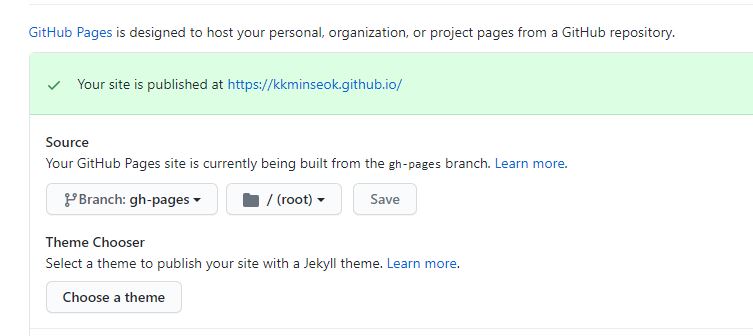 GitHub Pages is designed to host your personal, organization, or project pages from a GitHub repository.
Your site is published at https://kkminseok.github.io/
Source
Your GitHub Pages site is currently being built from the gh-pages branch. Learn more.
Branch: gh-pages / (root) Save
Theme Chooser
Select a theme to publish your site with a Jekyll theme. Learn more.
Choose a theme